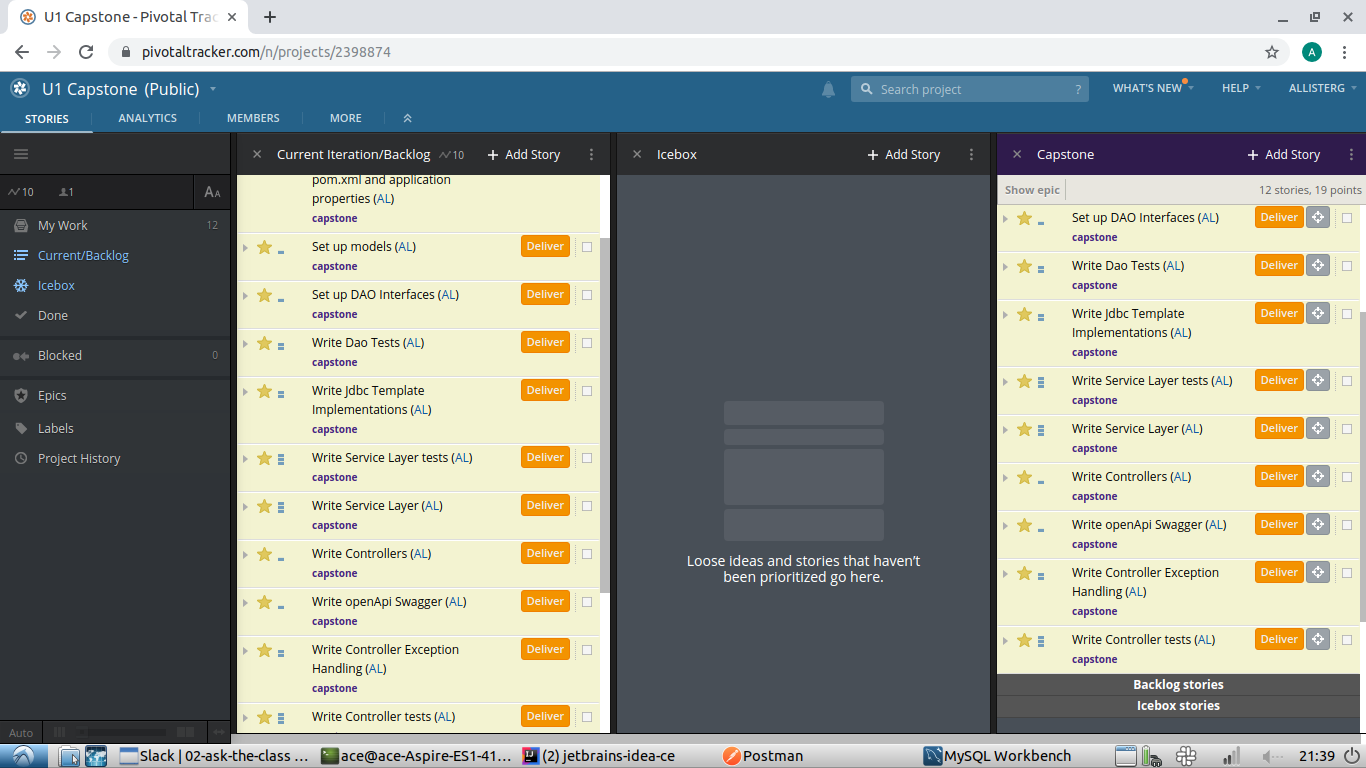 U1 Capstone - Pivotal Trac
pivotaltracker.com/n/projects/2398874
A
U1 Capstone (Public)
Search project
?
WHAT'S NEW
HELP
ALLISTERG
STORIES
ANALYTICS
MEMBERS
MORE
10
1
AA
My Work
12
Current/Backlog
Icebox
Done
Blocked
0
Epics
Labels
Project History
Auto
Current Iteration/Backlog
10
+ Add Story
pom.xml and application
properties (AL)
capstone
Set up models (AL)
Deliver
capstone
Set up DAO Interfaces (AL)
Deliver
capstone
Write Dao Tests (AL)
Deliver
capstone
Write Jdbc Template
Deliver
Implementations (AL)
capstone
Write Service Layer tests (AL)
Deliver
capstone
Write Service Layer (AL)
Deliver
capstone
Write Controllers (AL)
Deliver
capstone
Write openApi Swagger (AL)
Deliver
capstone
Write Controller Exception
Deliver
Handling (AL)
capstone
Write Controller tests (AL)
Deliver
Icebox
+ Add Story
Loose ideas and stories that haven't
been prioritized go here.
Capstone
+ Add Story
Show epic
12 stories, 19 points
Set up DAO Interfaces (AL)
Deliver
capstone
Write Dao Tests (AL)
Deliver
capstone
Write Jdbc Template
Deliver
Implementations (AL)
capstone
Write Service Layer tests (AL)
Deliver
capstone
Write Service Layer (AL)
Deliver
capstone
Write Controllers (AL)
Deliver
capstone
Write openApi Swagger (AL)
Deliver
capstone
Write Controller Exception
Deliver
Handling (AL)
capstone
Write Controller tests (AL)
Deliver
capstone
Backlog stories
Icebox stories
Slack | 02-ask-the-class ...
ace@ace-Aspire-ES1-41...
(2) jetbrains-idea-ce
Postman
MySQL Workbench
21:39